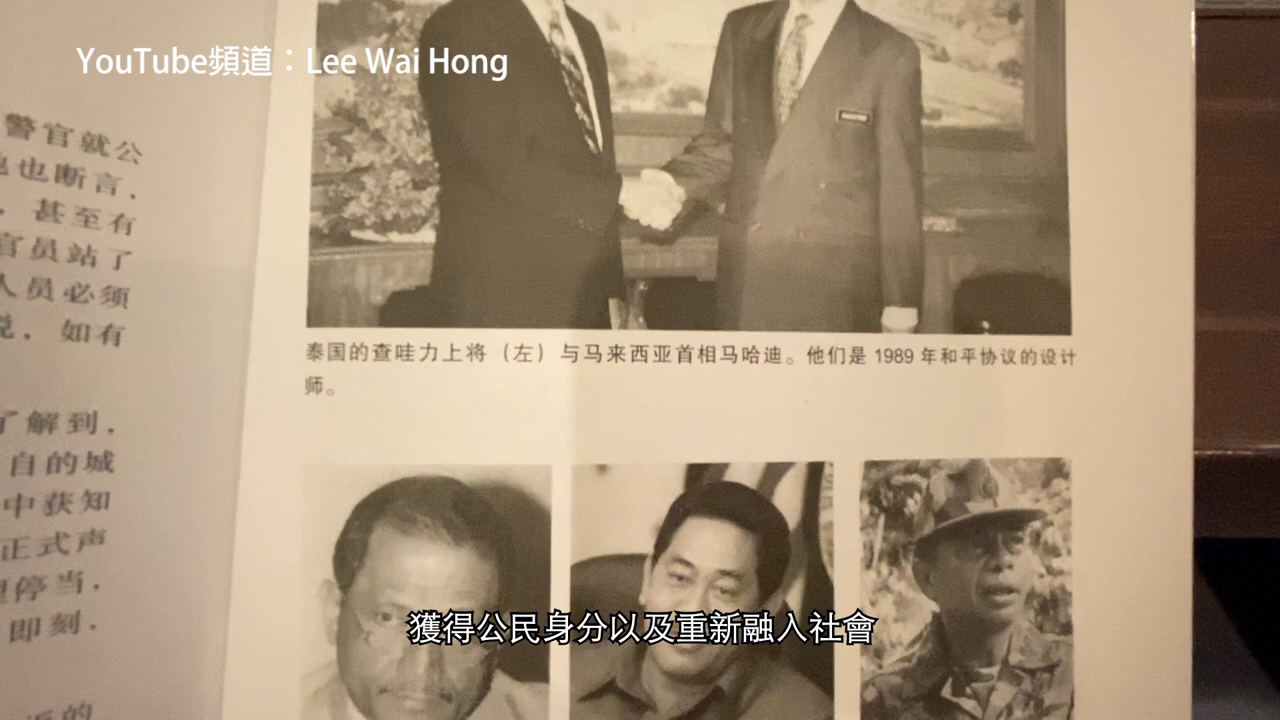 YouTube頻道：Lee Wai Hong
警官就公
也断言，
，甚至有
官员站了
人员必须
说，如有
了解到，
自的城
中获知
正式声
停当，
即刻，
泰国的查哇力上将（左）与马来西亚首相马哈迪。他们是 1989 年和平协议的设计
师。
獲得公民身分以及重新融入社會